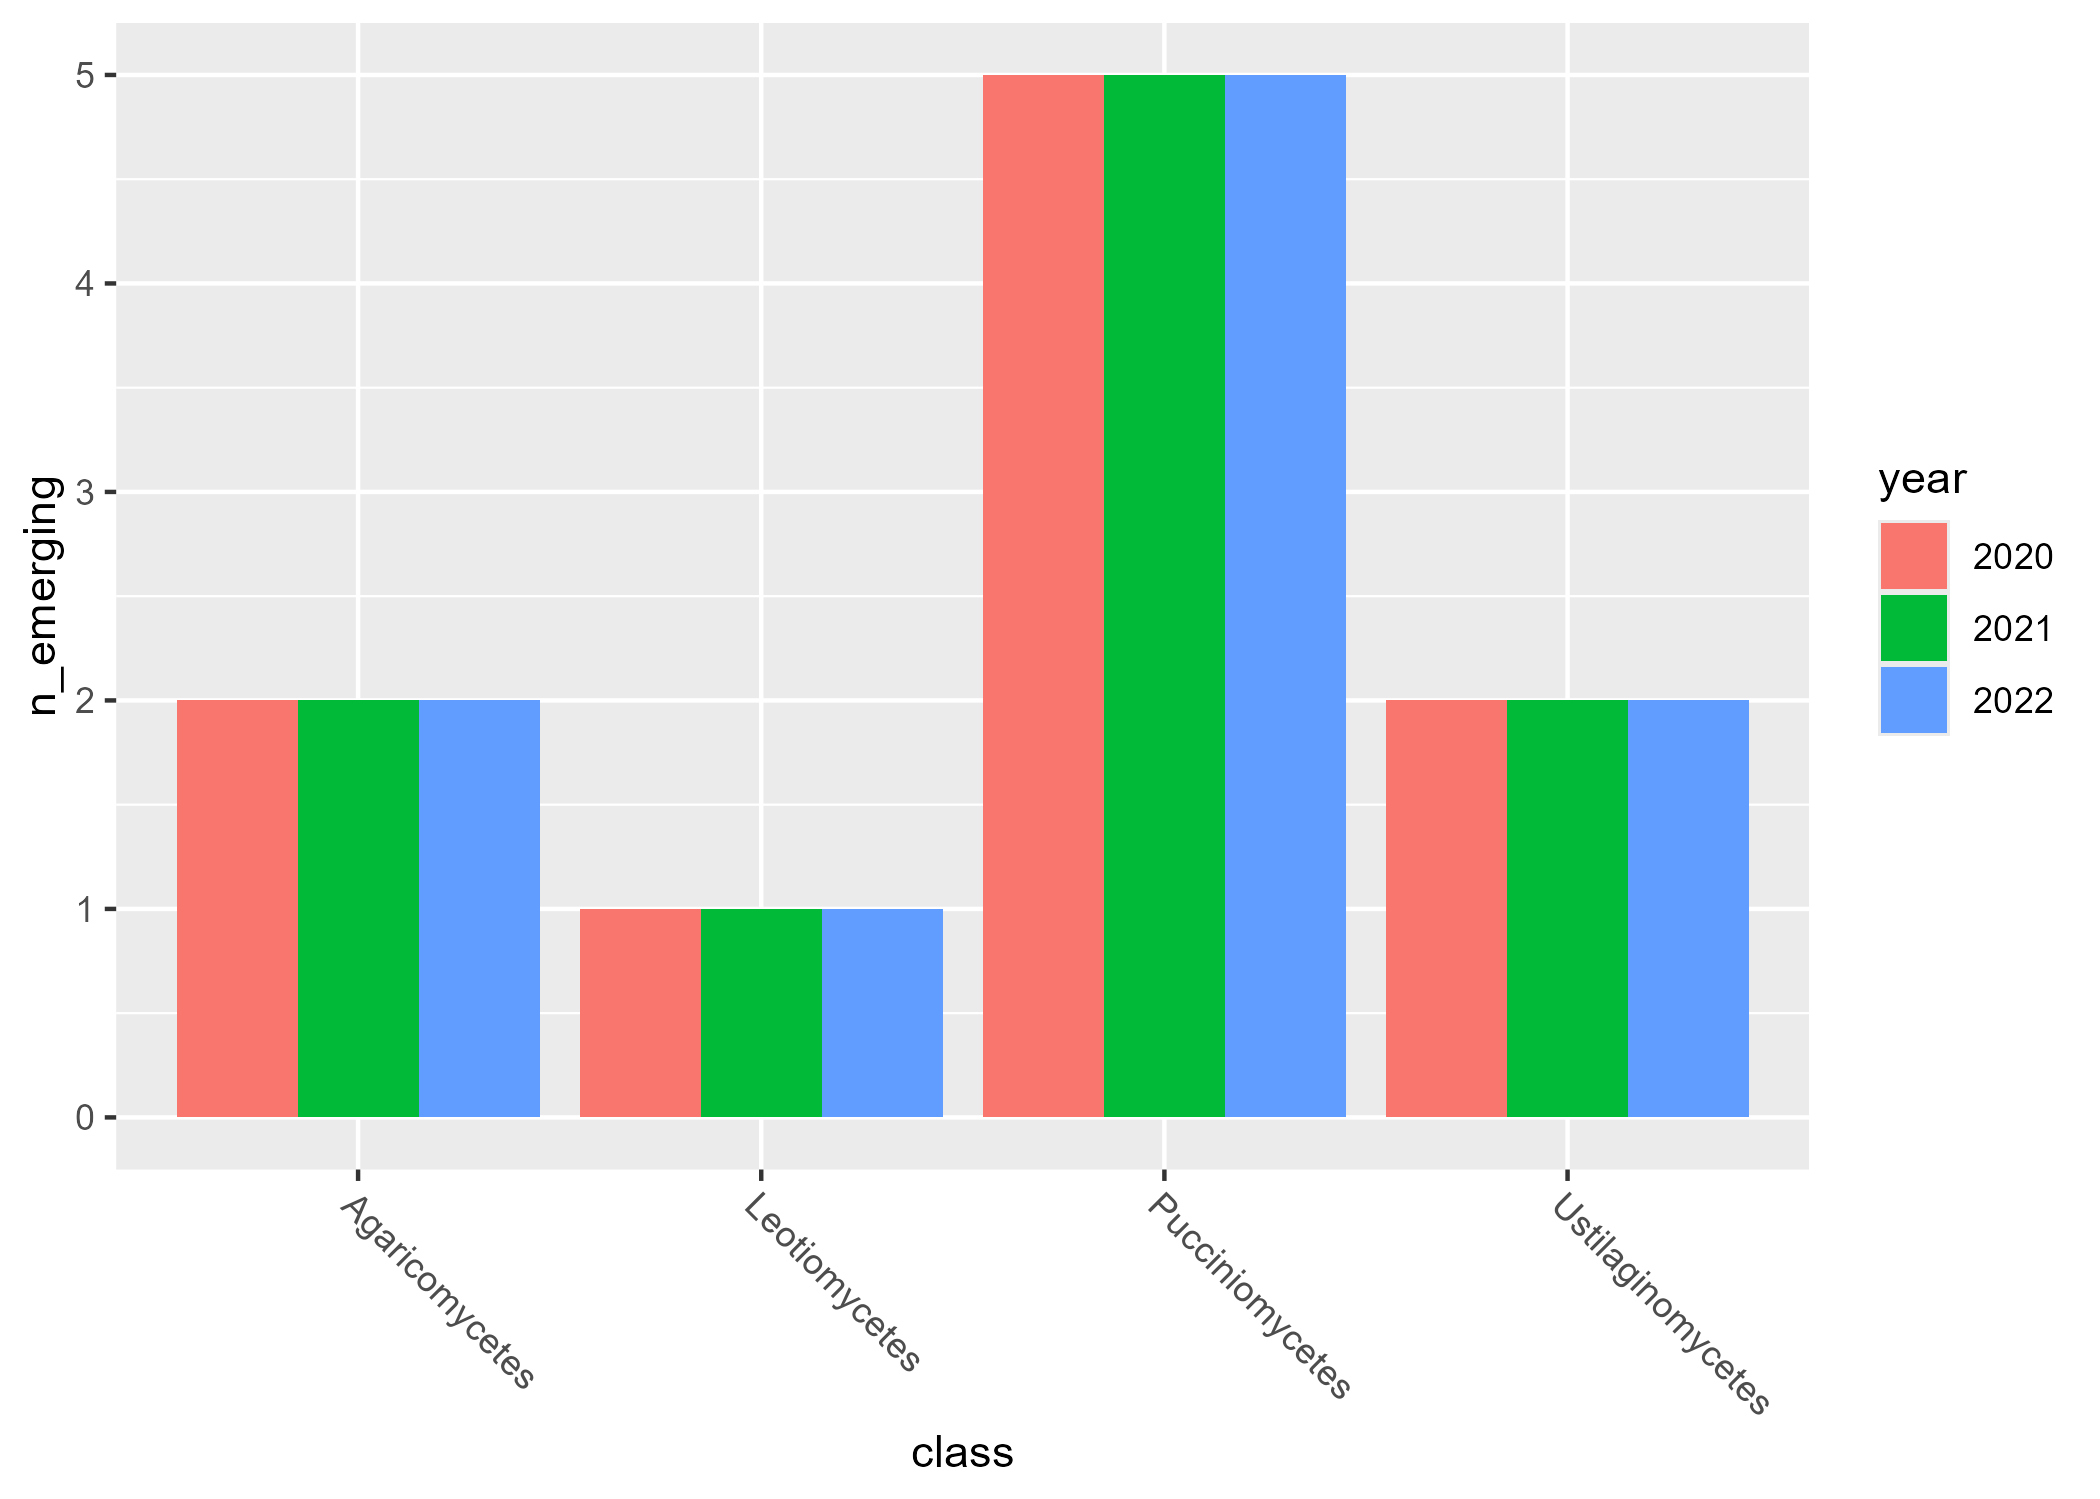 n_emerging
5
4
3
2
1
0
Agaricomycetes
Leotiomycetes
Pucciniomycetes
Ustilaginomycetes
class
year
2020
2021
2022